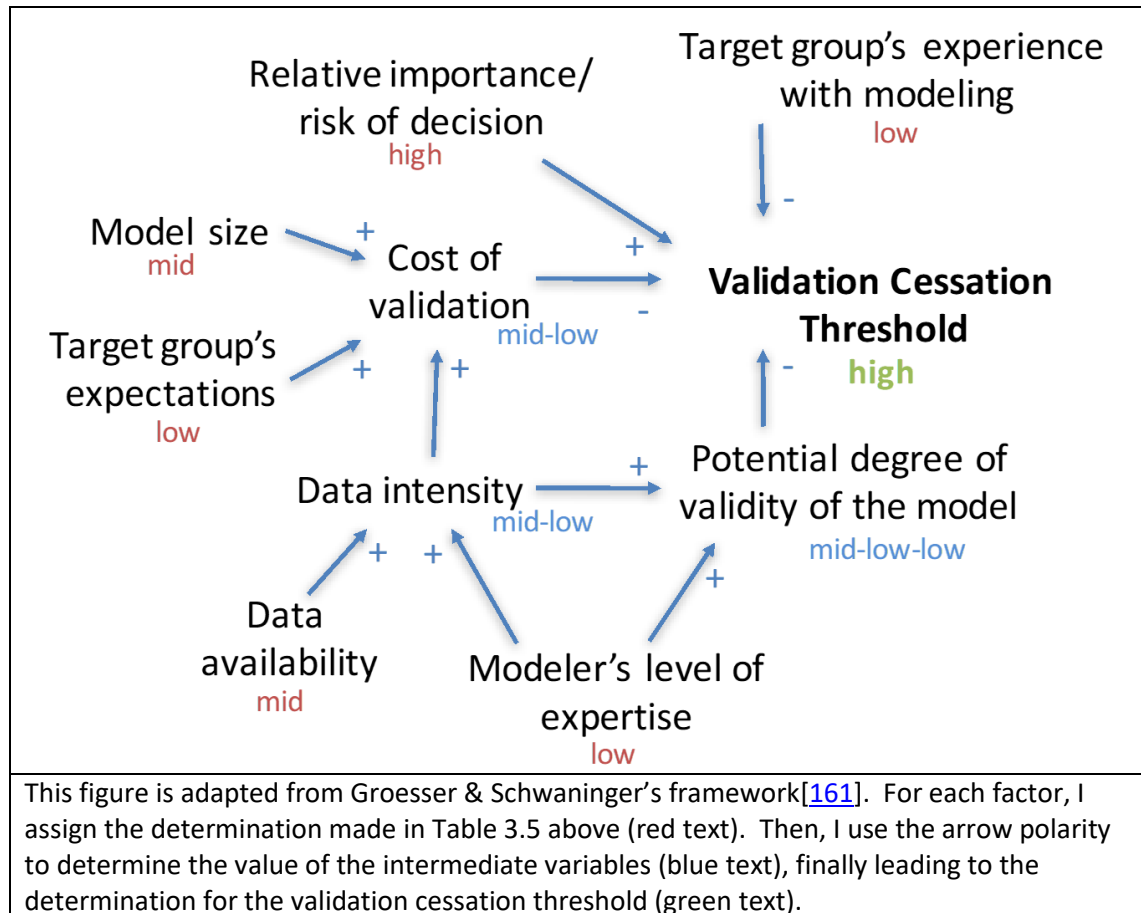 Relative importance/
risk of decision
high
Target group’s experience
with modeling
low
-
Model size
mid
+
Cost of
validation
mid-low
+
-
Validation Cessation
Threshold
high
Target group’s
expectations
low
+
+
-
Data intensity
mid-low
+
Potential degree of
validity of the model
mid-low-low
+
+
+
Data
availability
mid
Modeler’s level of
expertise
low
This figure is adapted from Groesser & Schwaninger’s framework[161].  For each factor, I
assign the determination made in Table 3.5 above (red text).  Then, I use the arrow polarity
to determine the value of the intermediate variables (blue text), finally leading to the
determination for the validation cessation threshold (green text).